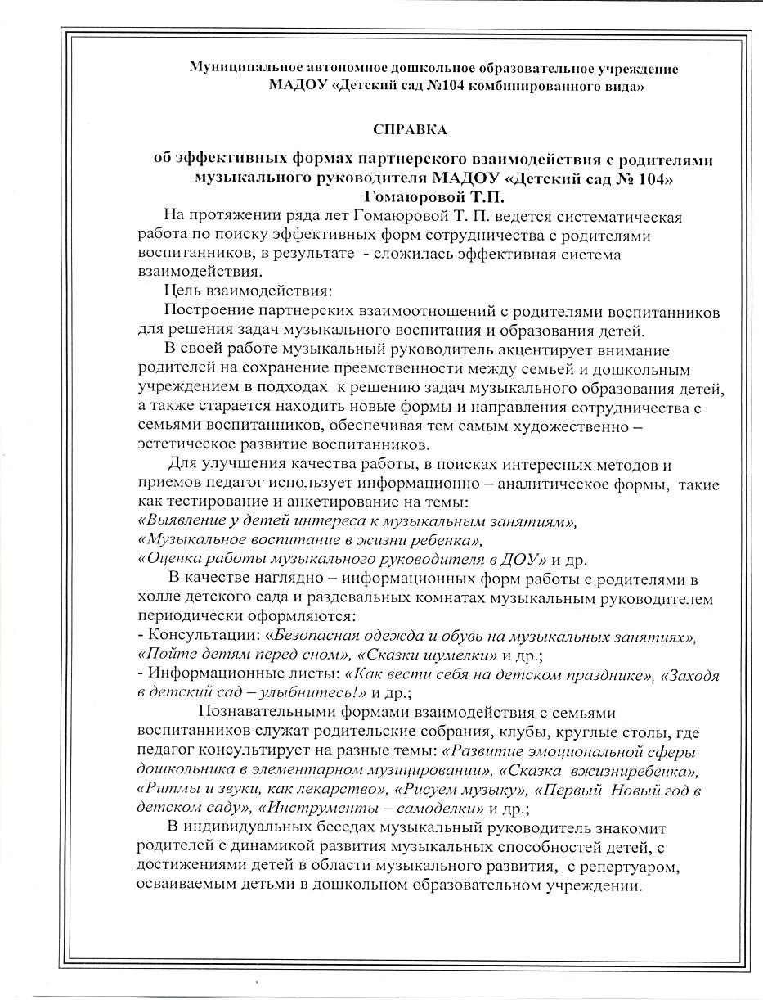 Муниципальное автономное дошкольное образовательное учреждение
МАДОУ «Детский сад №104 комбинированного вида»
СПРАВКА
об эффективных формах партнерского взаимодействия с родителями
музыкального руководителя МАДОУ «Детский сад № 104»
Гомаюровой Т.П.
На протяжении ряда лет Гомаюровой Т. П. ведется систематическая
работа по поиску эффективных форм сотрудничества с родителями
воспитанников, в результате - сложилась эффективная система
взаимодействия.
Цель взаимодействия:
Построение партнерских взаимоотношений с родителями воспитанников
для решения задач музыкального воспитания и образования детей.
В своей работе музыкальный руководитель акцентирует внимание
родителей на сохранение преемственности между семьей и дошкольным
учреждением в подходах к решению задач музыкального образования детей,
а также старается находить новые формы и направления сотрудничества с
семьями воспитанников, обеспечивая тем самым художественно –
эстетическое развитие воспитанников.
Для улучшения качества работы, в поисках интересных методов и
приемов педагог использует информационно – аналитическое формы, такие
как тестирование и анкетирование на темы:
«Выявление у детей интереса к музыкальным занятиям»,
«Музыкальное воспитание в жизни ребенка»,
«Оценка работы музыкального руководителя в ДОУ» и др.
В качестве наглядно – информационных форм работы с родителями в
холле детского сада и раздевальных комнатах музыкальным руководителем
периодически оформляются:
- Консультации: «Безопасная одежда и обувь на музыкальных занятиях»,
«Пойте детям перед сном», «Сказки шумелки» и др.;
- Информационные листы: «Как вести себя на детском празднике», «Заходя
в детский сад – улыбнитесь!» и др.;
Познавательными формами взаимодействия с семьями
воспитанников служат родительские собрания, клубы, круглые столы, где
педагог консультирует на разные темы: «Развитие эмоциональной сферы
дошкольника в элементарном музицировании», «Сказка вжизниребенка»,
«Ритмы и звуки, как лекарство», «Рисуем музыку», «Первый Новый год в
детском саду», «Инструменты – самоделки» и др.;
В индивидуальных беседах музыкальный руководитель знакомит
родителей с динамикой развития музыкальных способностей детей, с
достижениями детей в области музыкального развития, с репертуаром,
осваиваемым детьми в дошкольном образовательном учреждении.